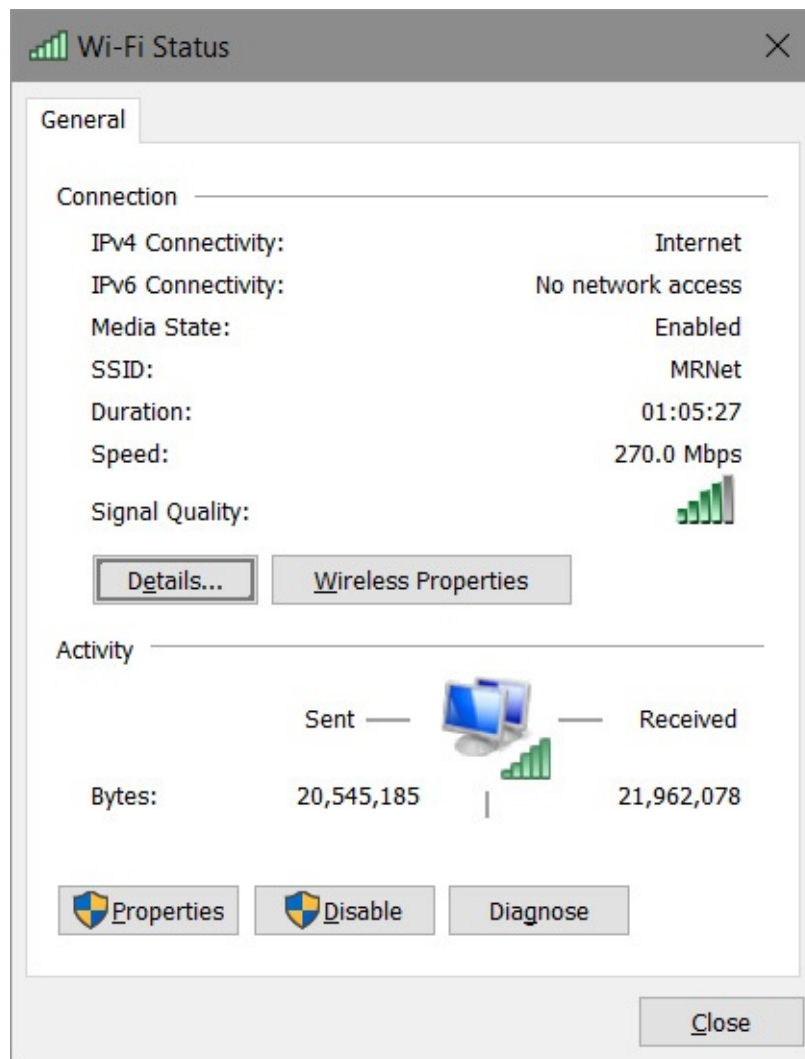 Wi-Fi Status
General
Connection
IPv4 Connectivity: Internet
IPv6 Connectivity: No network access
Media State: Enabled
SSID: MRNet
Duration: 01:05:27
Speed: 270.0 Mbps
Signal Quality:
Details... Wireless Properties
Activity
Sent Received
Bytes: 20,545,185 21,962,078
Properties Disable Diagnose
Close